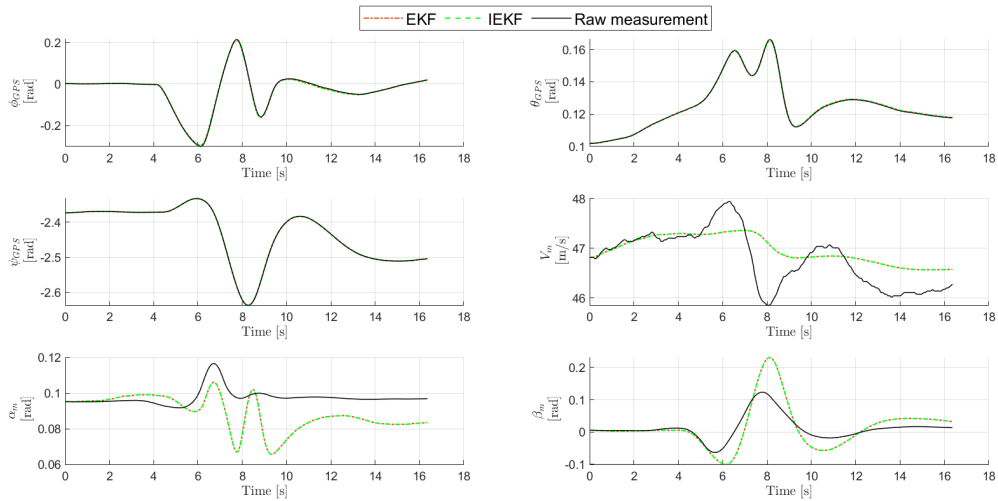 EKF IEKF Raw measurement
0.2
0
-0.2
ϕGPS
[rad]
0 2 4 6 8 10 12 14 16 18
Time [s]
0.16
0.14
0.12
0.1
θGPS
[rad]
0 2 4 6 8 10 12 14 16 18
Time [s]
-2.4
-2.5
-2.6
ψGPS
[rad]
0 2 4 6 8 10 12 14 16 18
Time [s]
48
47
46
Vm
[m/s]
0 2 4 6 8 10 12 14 16 18
Time [s]
0.12
0.1
0.08
0.06
αm
[rad]
0 2 4 6 8 10 12 14 16 18
Time [s]
0.2
0.1
0
-0.1
βm
[rad]
0 2 4 6 8 10 12 14 16 18
Time [s]